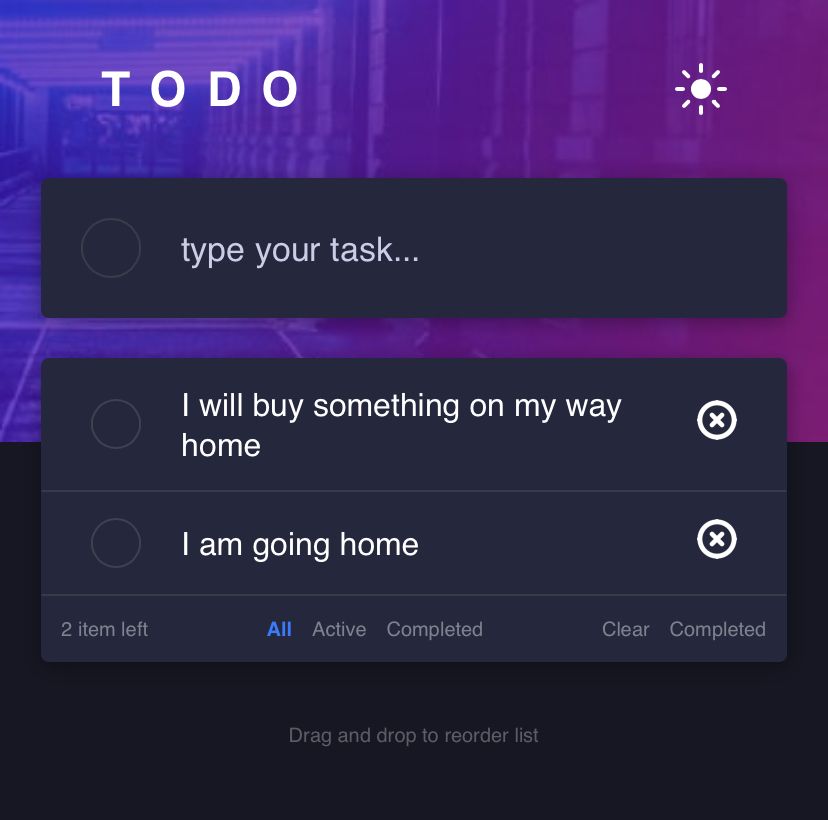 TODO
type your task...
I will buy something on my way
home
I am going home
2 item left All Active Completed Clear Completed
Drag and drop to reorder list